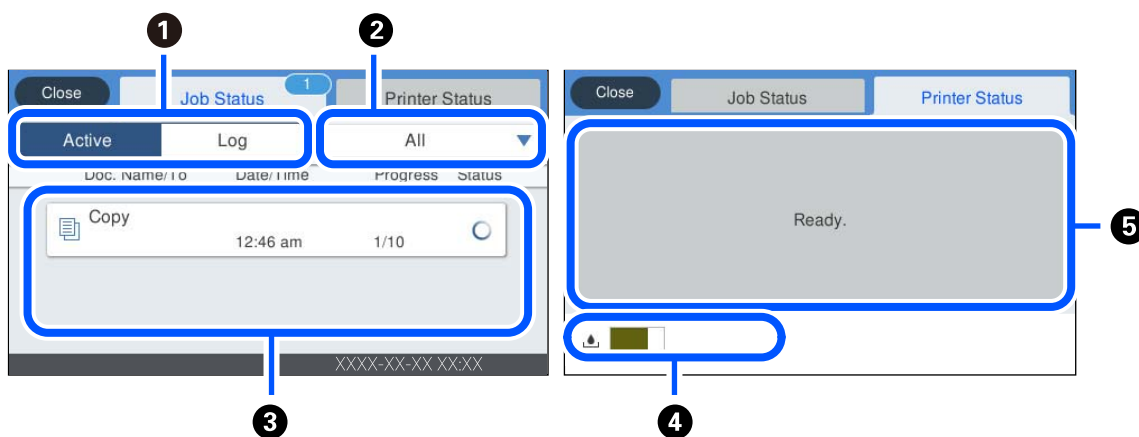 1 2
Close Job Status 1 Printer Status
Active Log All
Doc. Name/To Date/Time Progress Status
Copy
12:46 am 1/10
XXXX-XX-XX XX:XX
3
Close Job Status Printer Status
Ready.
5
4